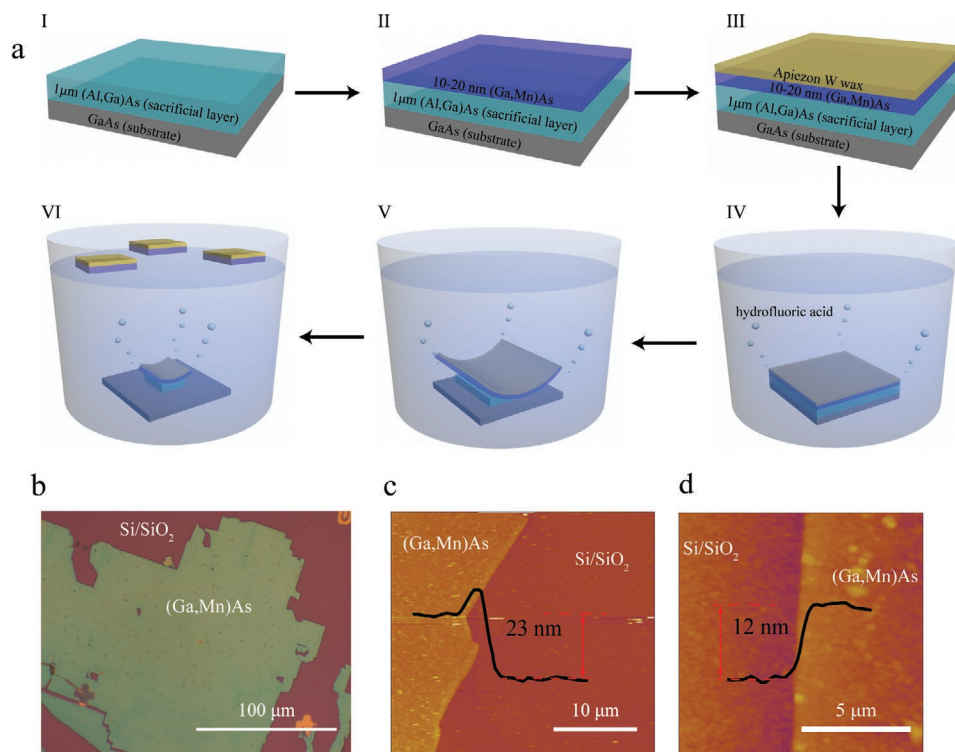 a
I
1μm (Al,Ga)As (sacrificial layer)
GaAs (substrate)
II
10-20 nm (Ga,Mn)As
1μm (Al,Ga)As (sacrificial layer)
GaAs (substrate)
III
Apiezon W wax
10-20 nm (Ga,Mn)As
1μm (Al,Ga)As (sacrificial layer)
GaAs (substrate)
VI
V
IV
hydrofluoric acid
b
Si/SiO₂
(Ga,Mn)As
100 μm
c
(Ga,Mn)As
Si/SiO₂
23 nm
10 μm
d
Si/SiO₂
(Ga,Mn)As
12 nm
5 μm